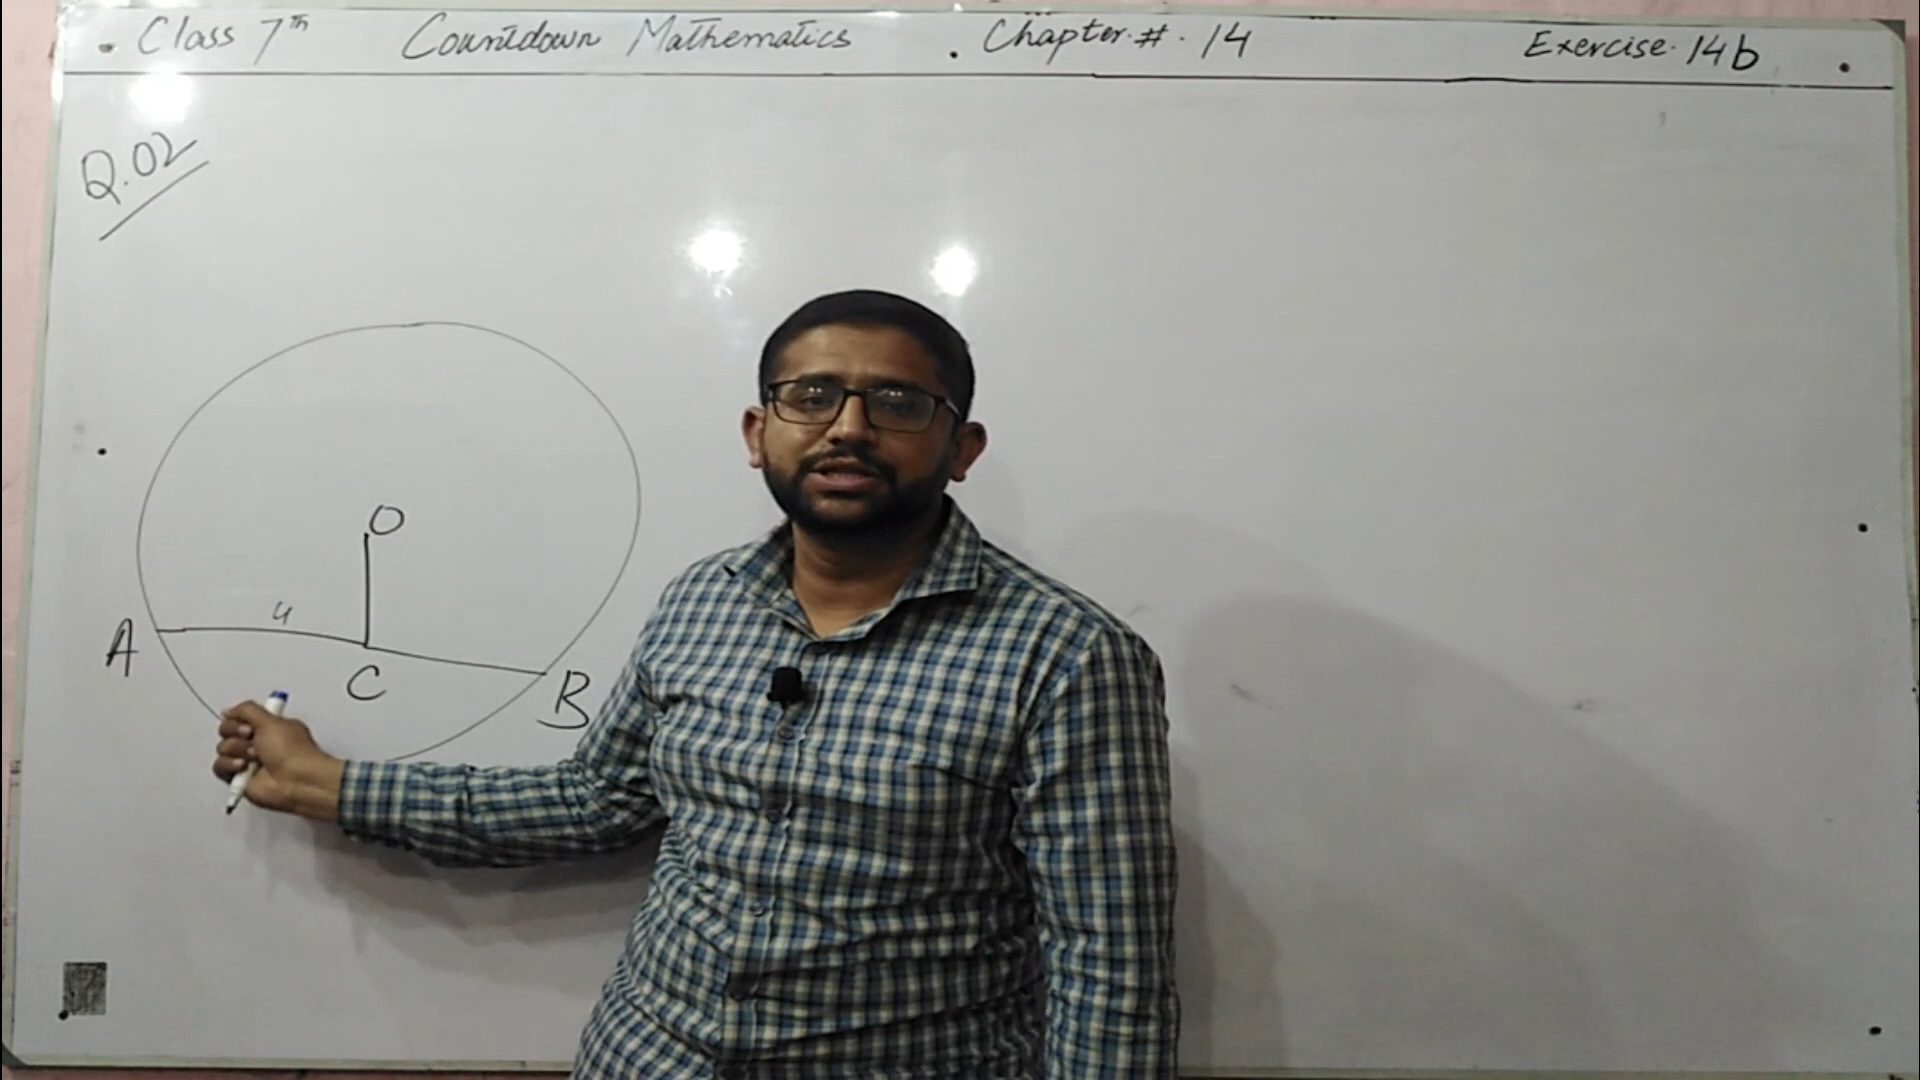 Class 7th Countdown Mathematics . Chapter # . 14 Exercise 14b
Q.02
O
4
A
C
B